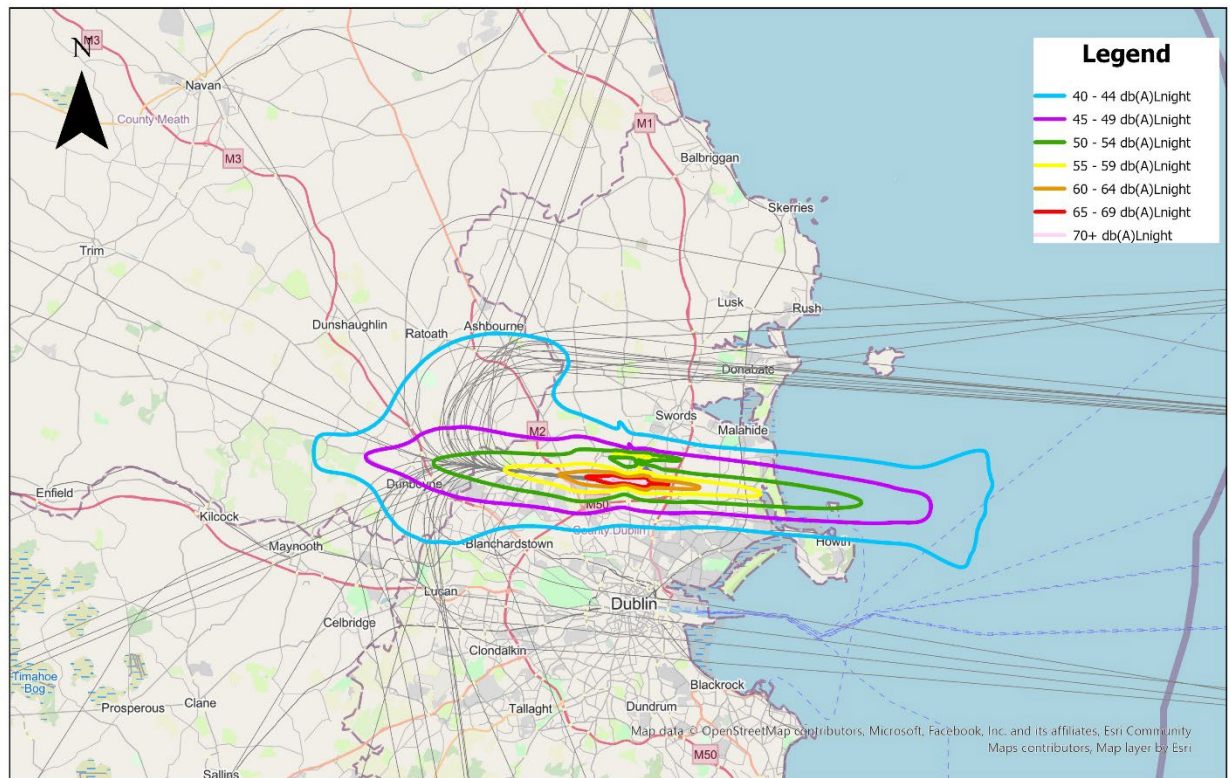 M3
N
Navan
County Meath
M3
M1
Balbriggan
Skerries
Trim
Lusk
Rush
Dunshaughlin
Ratoath
Ashbourne
Donabate
Swords
M2
Malahide
Enfield
Dunboyne
Kilcock
M50
County Dublin
Maynooth
Blanchardstown
Howth
Lucan
Dublin
Celbridge
Clondalkin
Timahoe
Bog
Blackrock
Prosperous
Clane
Tallaght
Dundrum
Sallins
M50
Legend
40 - 44 db(A)Lnight
45 - 49 db(A)Lnight
50 - 54 db(A)Lnight
55 - 59 db(A)Lnight
60 - 64 db(A)Lnight
65 - 69 db(A)Lnight
70+ db(A)Lnight
Map data © OpenStreetMap contributors, Microsoft, Facebook, Inc. and its affiliates, Esri Community
Maps contributors, Map layer by Esri